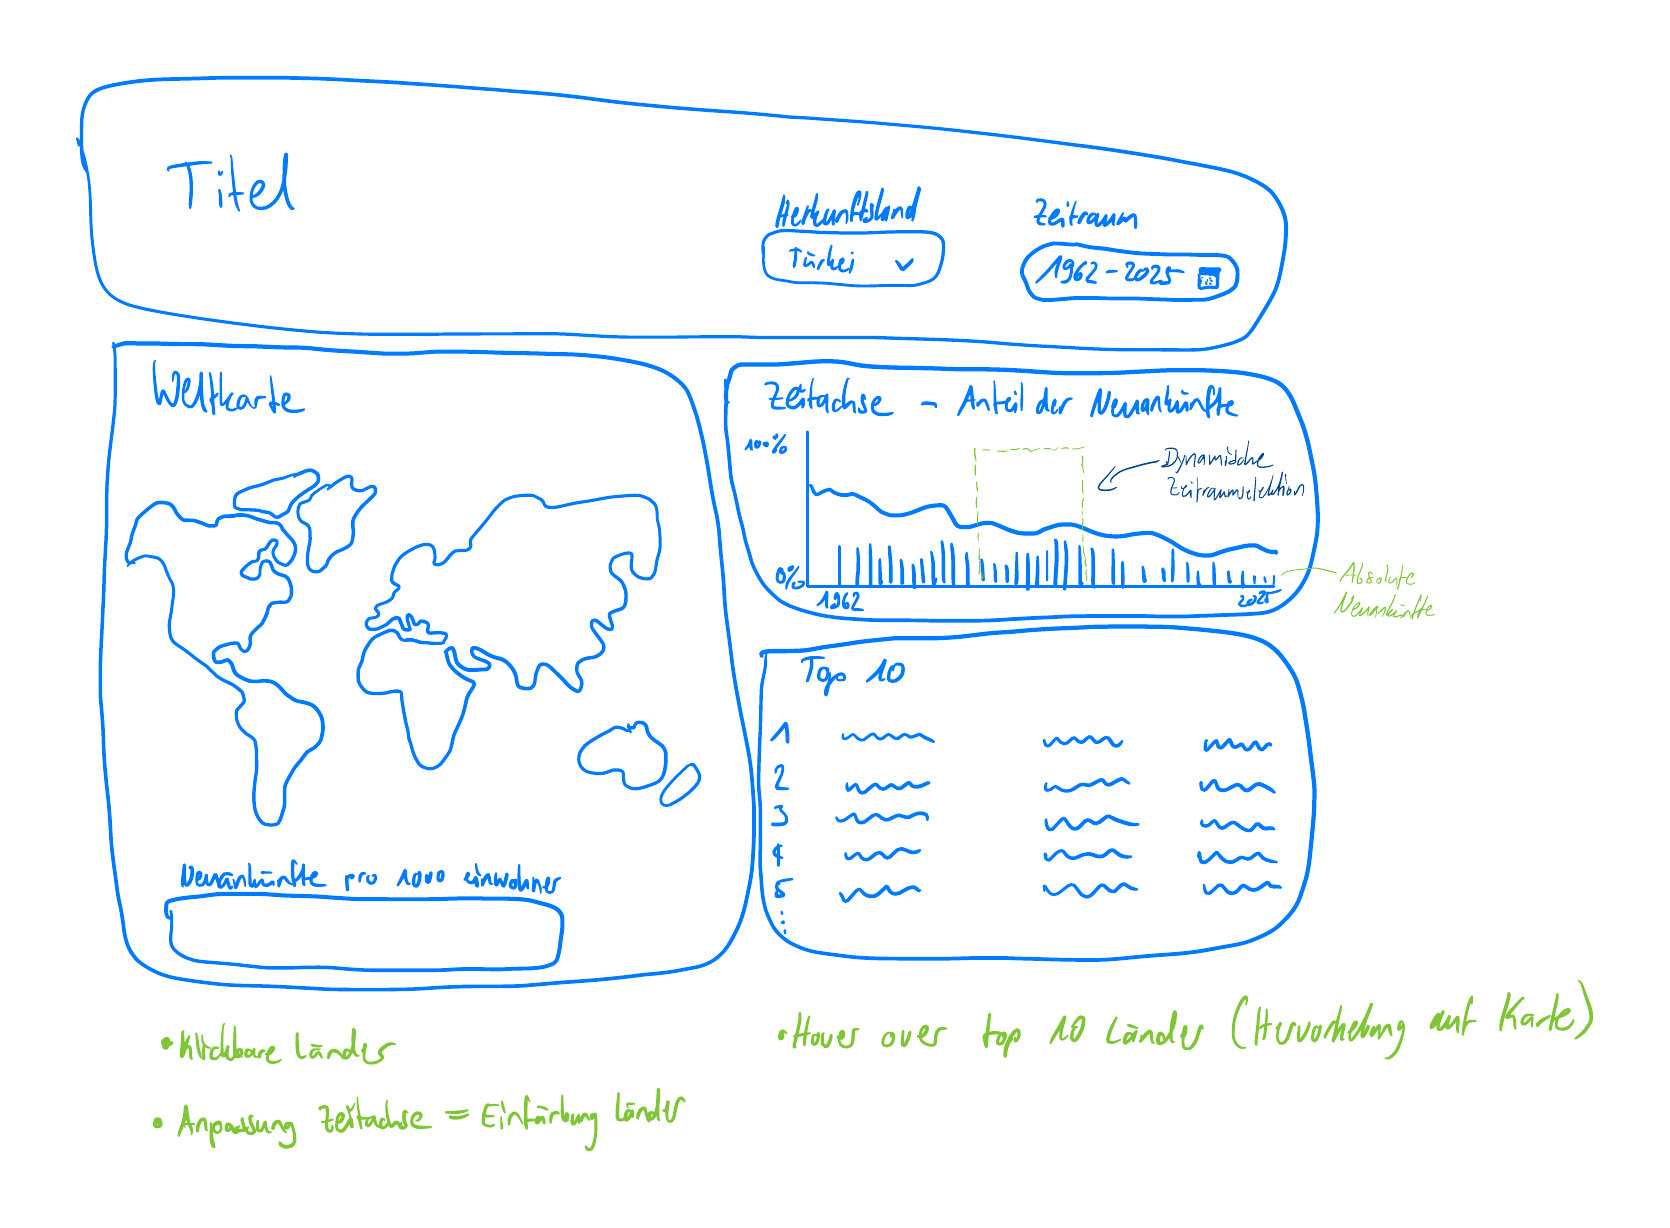 Titel
Herkunftsland
Türkei
Zeitraum
1962 - 2025
Weltkarte
Neuankünfte pro 1000 einwohner
Zeitachse - Anteil der Neuankünfte
100%
0%
1962
2025
Dynamische
Zeitraumselektion
Absolute
Neuankünfte
Top 10
1
2
3
4
5
• Klickbare Länder
• Anpassung Zeitachse = Einfärbung Länder
• Hover over top 10 Länder (Hervorhebung auf Karte)